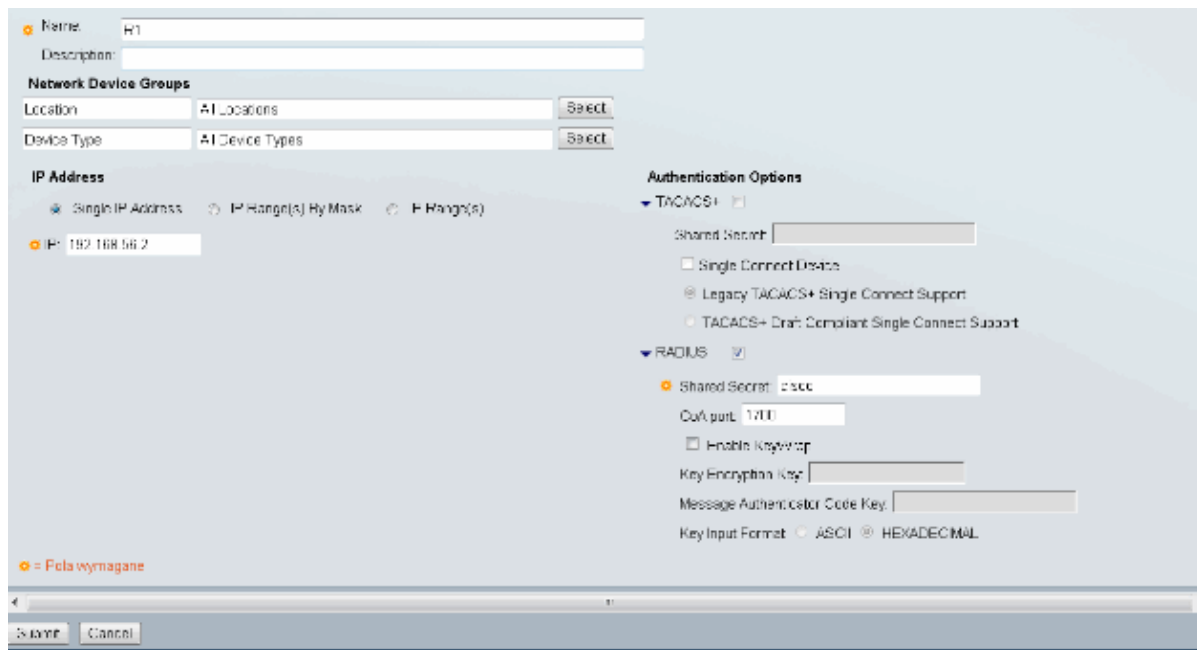 Name: R1
Description:
Network Device Groups
Location All Locations Select
Device Type All Device Types Select
IP Address
Single IP Address IP Range(s) By Mask IP Range(s)
IP: 192.168.56.2
Authentication Options
TACACS+
Shared Secret:
Single Connect Device
Legacy TACACS+ Single Connect Support
TACACS+ Draft Compliant Single Connect Support
RADIUS
Shared Secret: cisco
CoA port: 1700
Enable KeyWrap
Key Encryption Key:
Message Authenticator Code Key:
Key Input Format ASCII HEXADECIMAL
= Pola wymagane
Submit Cancel